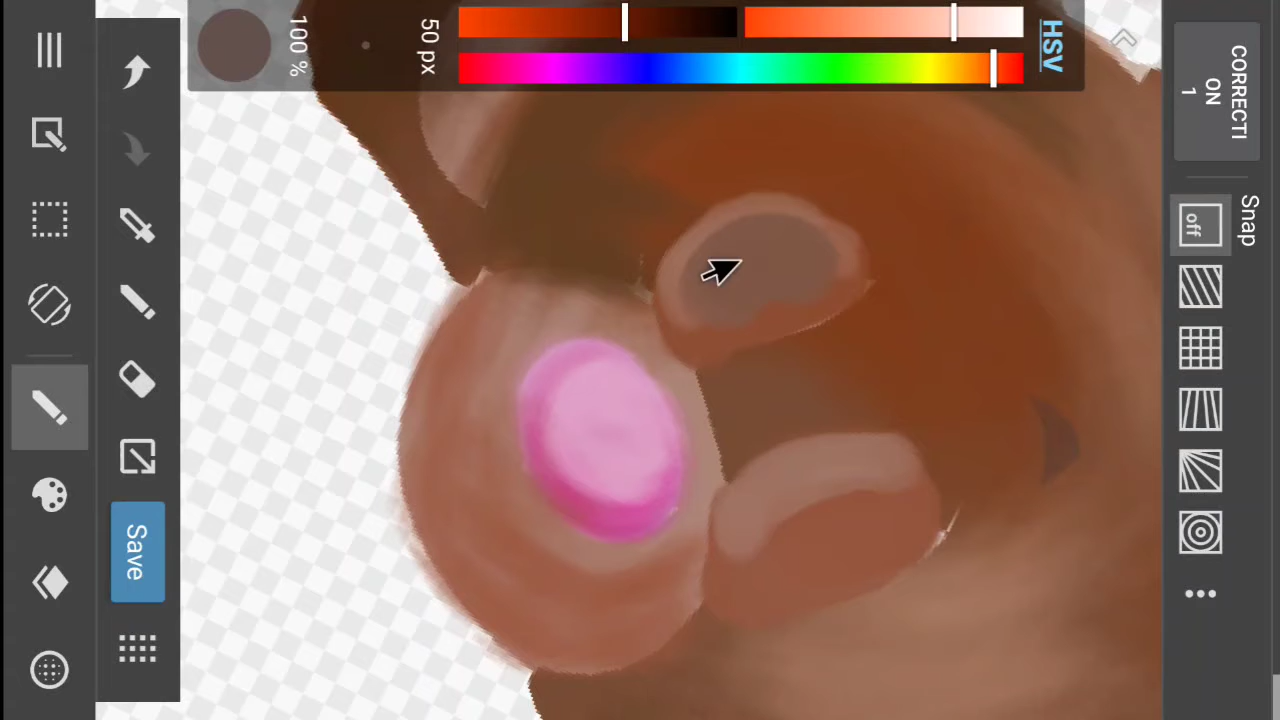 CORRECTI
ON
1
Snap
off
HSV
50 px
100 %
Save